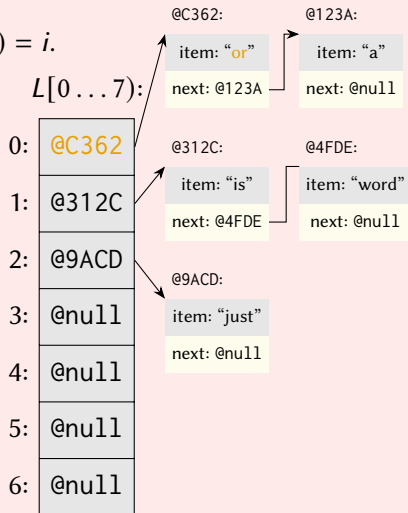 ) = i.
L[0 … 7):
0: @C362
1: @312C
2: @9ACD
3: @null
4: @null
5: @null
6: @null
@C362:
item: “or”
next: @123A
@123A:
item: “a”
next: @null
@312C:
item: “is”
next: @4FDE
@4FDE:
item: “word”
next: @null
@9ACD:
item: “just”
next: @null